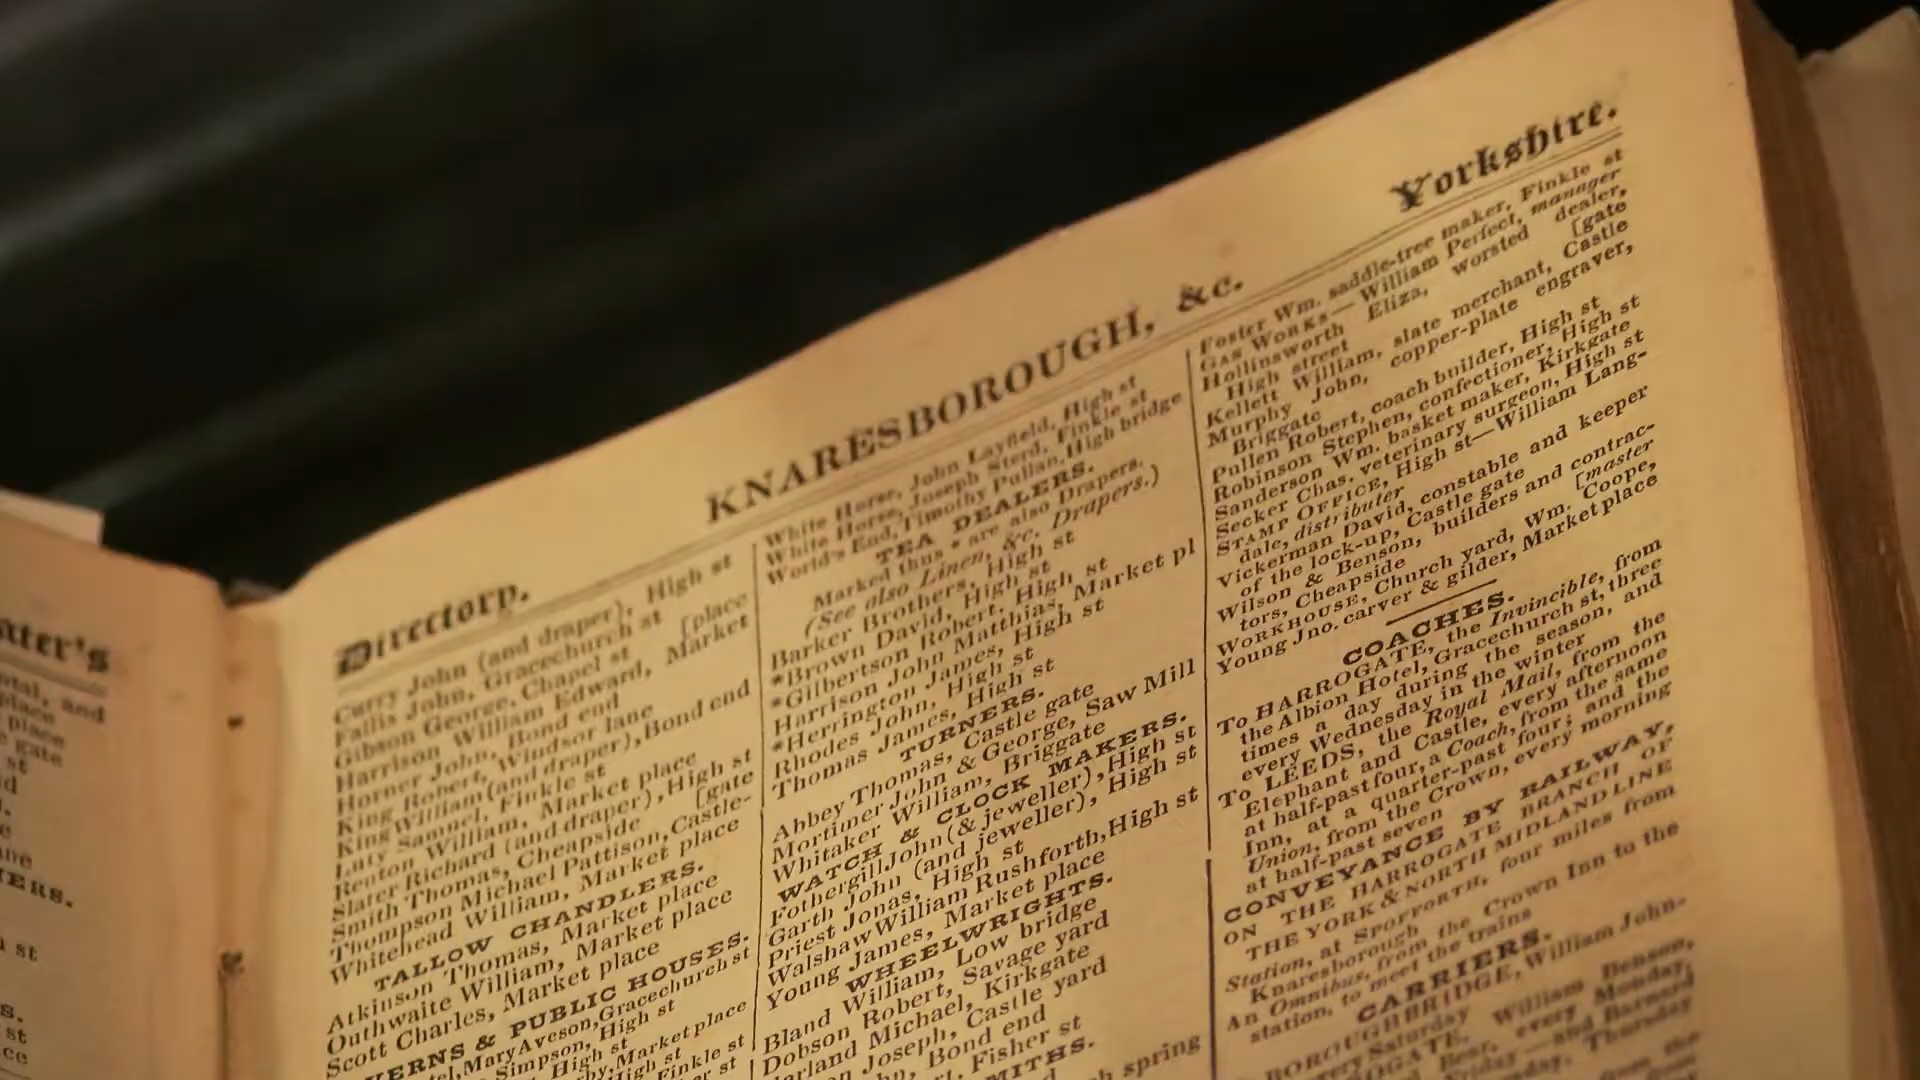 ater's
Directory.
KNARESBOROUGH, &c.
Yorkshire.
Curry John (and draper), High st
Fallis John, Gracechurch st
Gibson George, Chapel st [place
Harrison William Edward, Market
Horner John, Bond end
King Robert, Windsor lane
King William (and draper), Bond end
Luty Samuel, Finkle st
Renton William, Market place
Slater Richard (and draper), High st
Smith Thomas, Cheapside [gate
Thompson Michael Pattison, Castle-
Whitehead William, Market place
TALLOW CHANDLERS.
Atkinson Thomas, Market place
Outhwaite William, Market place
Scott Charles, Market place
VERNS & PUBLIC HOUSES.
tel, Mary Aveson, Gracechurch st
Simpson, High st
High st
rby, Market place
High st
Finkle st
White Horse, John Layfield, High st
White Horse, Joseph Sterd, Finkle st
World's End, Timothy Pullan, High bridge
TEA DEALERS.
Marked thus * are also Drapers.
(See also Linen, &c. Drapers.)
Barker Brothers, High st
*Brown David, High st
*Gilbertson Robert, High st
Harrison John Matthias, Market pl
*Herrington James, High st
Rhodes John, High st
Thomas James, High st
TURNERS.
Abbey Thomas, Castle gate
Mortimer John & George, Saw Mill
Whitaker William, Briggate
WATCH & CLOCK MAKERS.
Fothergill John (& jeweller), High st
Garth John (and jeweller), High st
Priest Jonas, High st
Walshaw William Rushforth, High st
Young James, Market place
WHEELWRIGHTS.
Bland William, Low bridge
Dobson Robert, Savage yard
Harland Michael, Kirkgate
on Joseph, Castle yard
Bond end
Fisher st
SMITHS.
spring
Foster Wm. saddle-tree maker, Finkle st
GAS WORKS—William Perfect, manager
Hollinsworth Eliza, worsted dealer,
High street [gate
Kellett William, slate merchant, Castle
Murphy John, copper-plate engraver,
Briggate
Pullen Robert, coach builder, High st
Robinson Stephen, confectioner, High st
Sanderson Wm. basket maker, Kirkgate
Secker Chas. veterinary surgeon, High st
STAMP OFFICE, High st—William Lang-
dale, distributer
Vickerman David, constable and keeper
of the lock-up, Castle gate
Wilson & Benson, builders and contrac-
tors, Cheapside [master
WORKHOUSE, Church yard, Wm. Coope,
Young Jno. carver & gilder, Market place
COACHES.
To HARROGATE, the Invincible, from
the Albion Hotel, Gracechurch st, three
times a day during the season, and
every Wednesday in the winter
To LEEDS, the Royal Mail, from the
Elephant and Castle, every afternoon
at half-past four, a Coach, from the same
Inn, at a quarter-past four; and the
Union, from the Crown, every morning
at half-past seven
CONVEYANCE BY RAILWAY,
ON THE HARROGATE BRANCH OF
THE YORK & NORTH MIDLAND LINE
Station, at SPOFFORTH, four miles from
Knaresborough
An Omnibus, from the Crown Inn to the
station, to meet the trains
CARRIERS.
BOROUGHBRIDGE, William John-
every Saturday
William Benson,
Bear, every Monday,
Friday—and Barnard
Thursday
from the